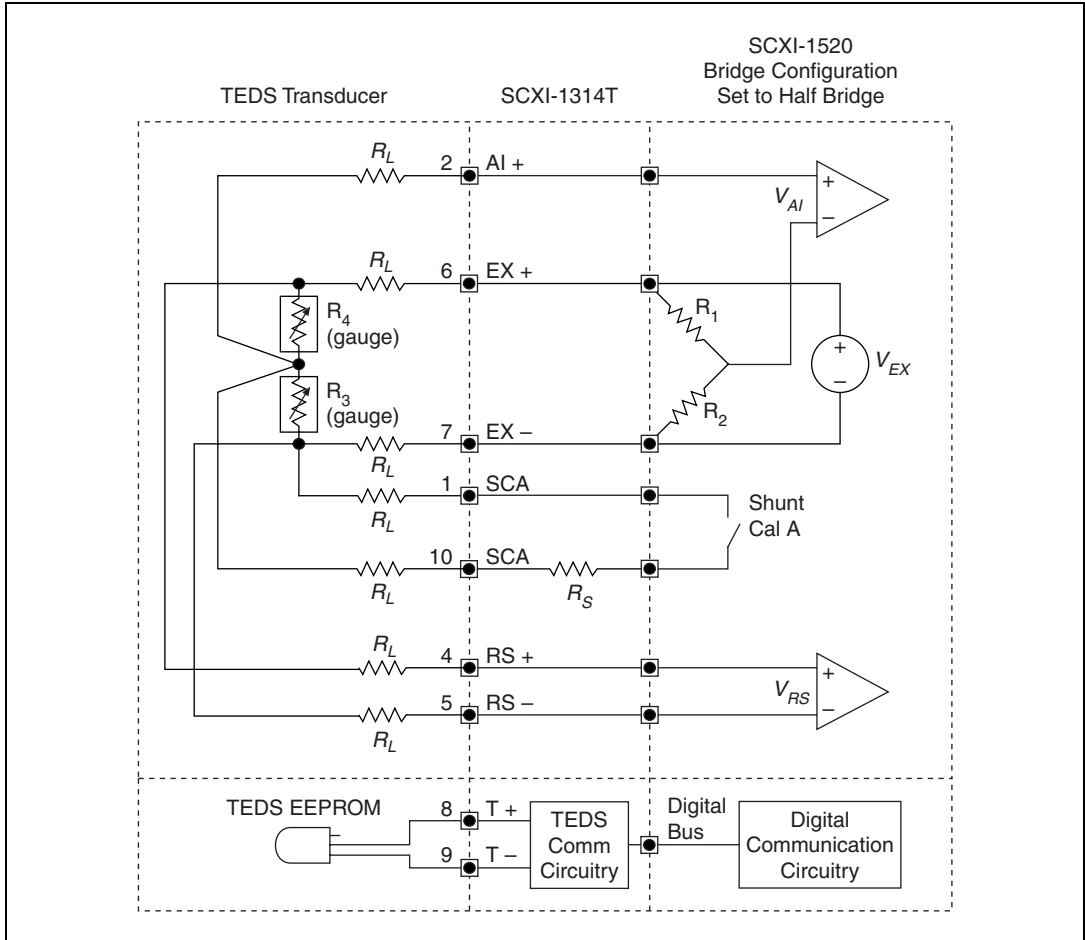 SCXI-1520
Bridge Configuration
Set to Half Bridge
TEDS Transducer
SCXI-1314T
R_L
2
AI +
V_AI
+
–
R_L
6
EX +
R_4
(gauge)
R_1
+
–
V_EX
R_3
(gauge)
R_2
7
EX –
R_L
1
SCA
R_L
Shunt
Cal A
10
SCA
R_L
R_S
R_L
4
RS +
+
V_RS
–
5
RS –
R_L
TEDS EEPROM
8
T +
9
T –
TEDS
Comm
Circuitry
Digital
Bus
Digital
Communication
Circuitry